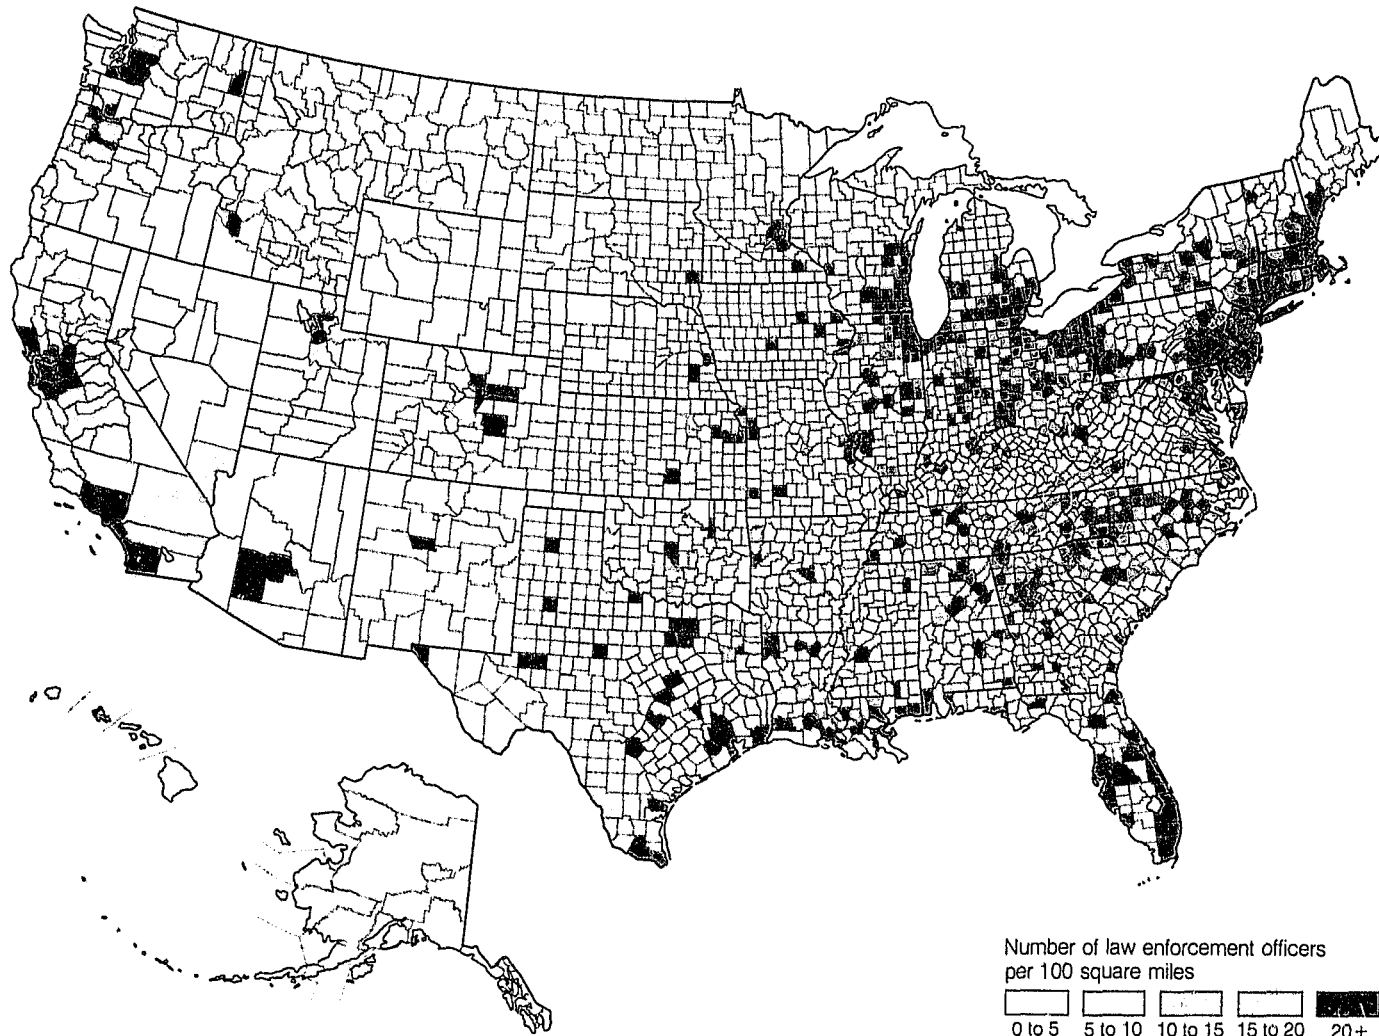 Number of law enforcement officers
per 100 square miles
0 to 5 5 to 10 10 to 15 15 to 20 20+